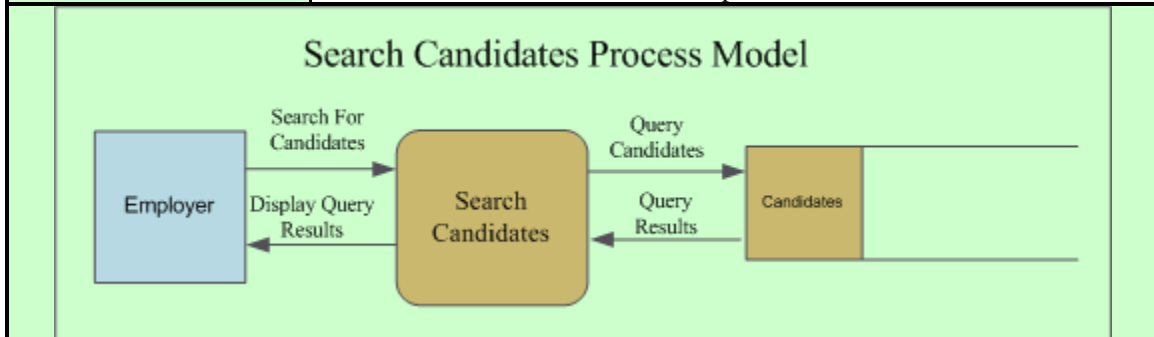 Search Candidates Process Model
Search For
Candidates
Employer
Display Query
Results
Search
Candidates
Query
Candidates
Query
Results
Candidates